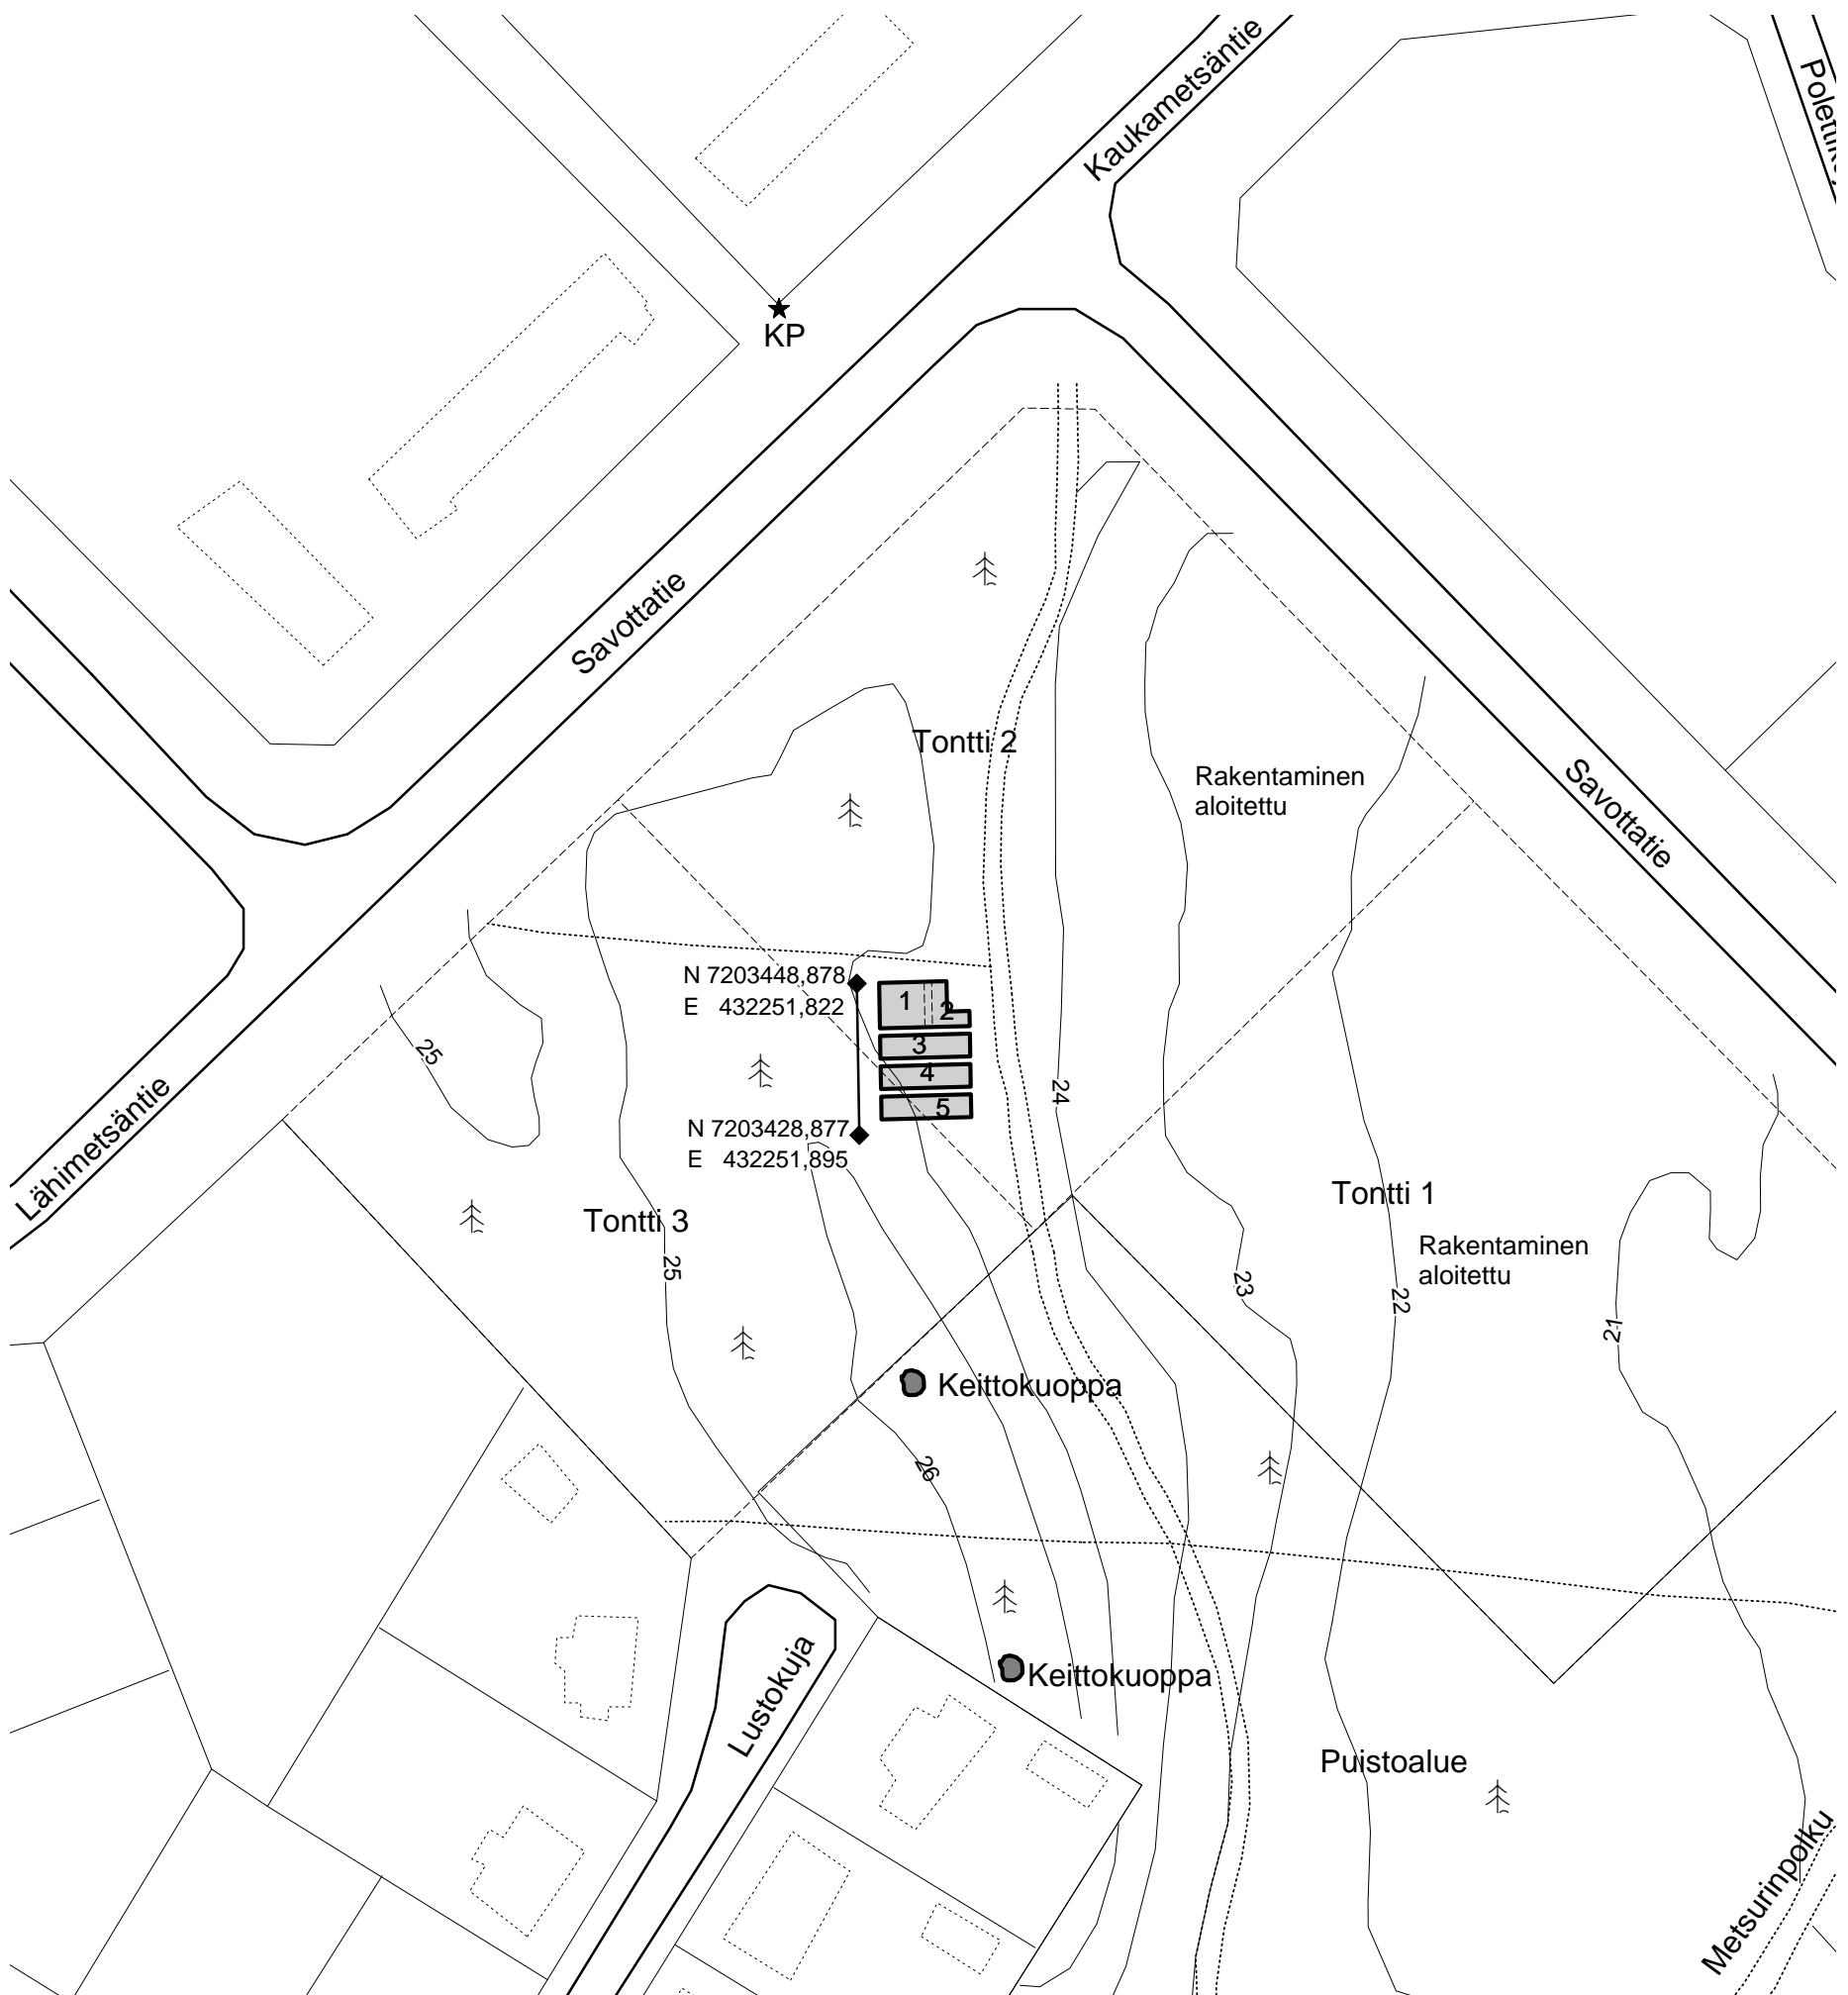 Kaukametsäntie
KP
Savottatie
Tontti 2
Rakentaminen
aloitettu
Savottatie
N 7203448,878
E 432251,822
1
2
3
4
5
25
24
N 7203428,877
E 432251,895
Lähimetsäntie
Tontti 3
Tontti 1
Rakentaminen
aloitettu
25
23
22
21
Keittokuoppa
26
Keittokuoppa
Lustokuja
Puistoalue
Metsurinpolku